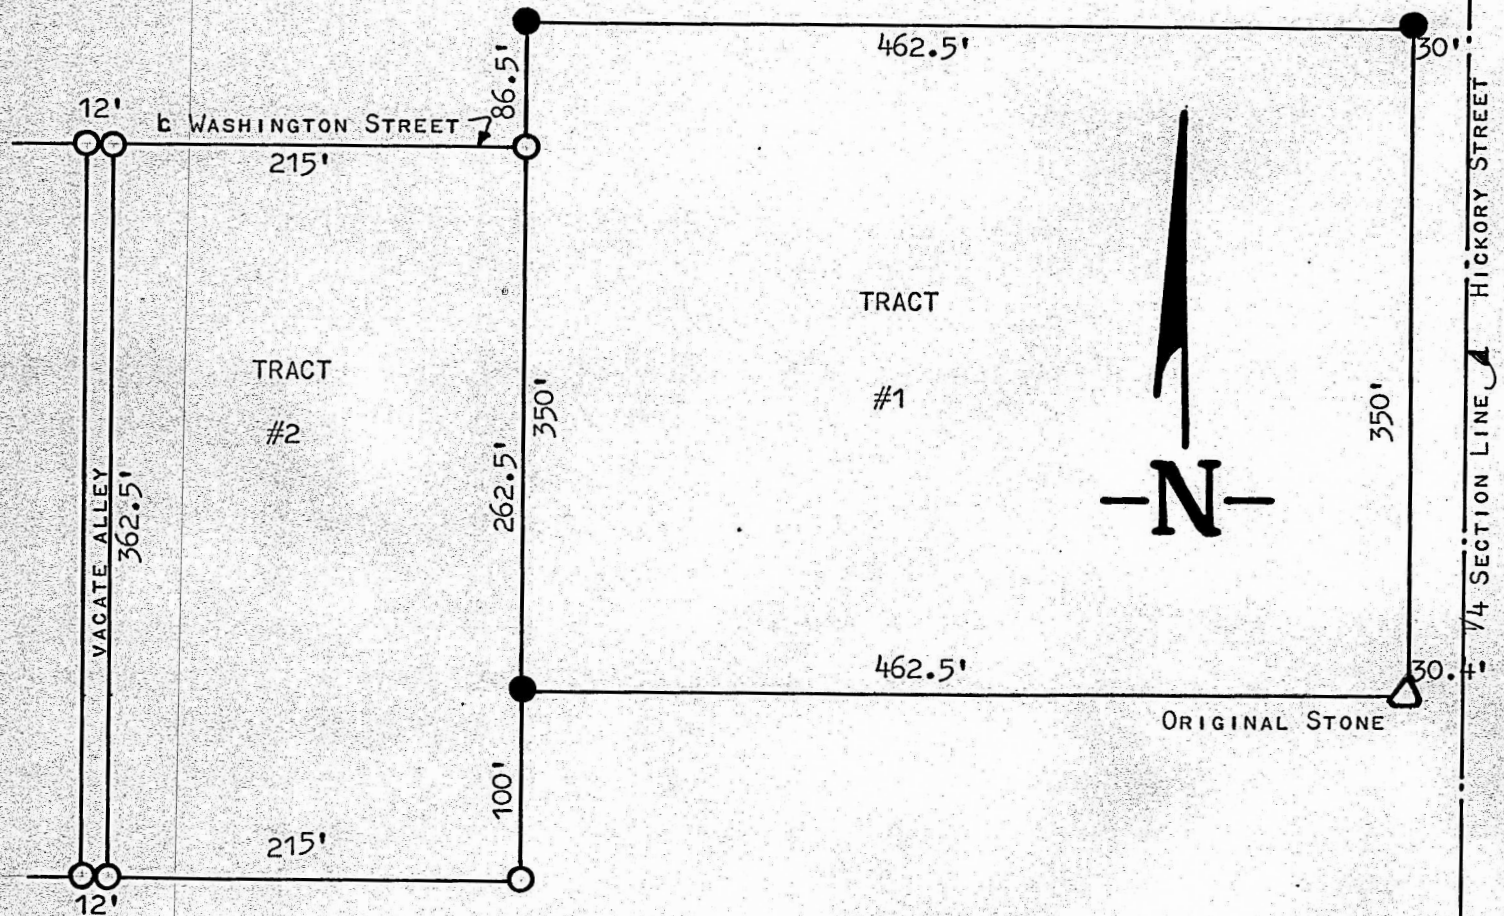 462.5'
30'
86.5'
12'
℄ WASHINGTON STREET
215'
HICKORY STREET
TRACT
#1
TRACT
#2
350'
350'
262.5'
VACATE ALLEY
362.5'
N
1/4 SECTION LINE
462.5'
30.4'
ORIGINAL STONE
100'
215'
12'